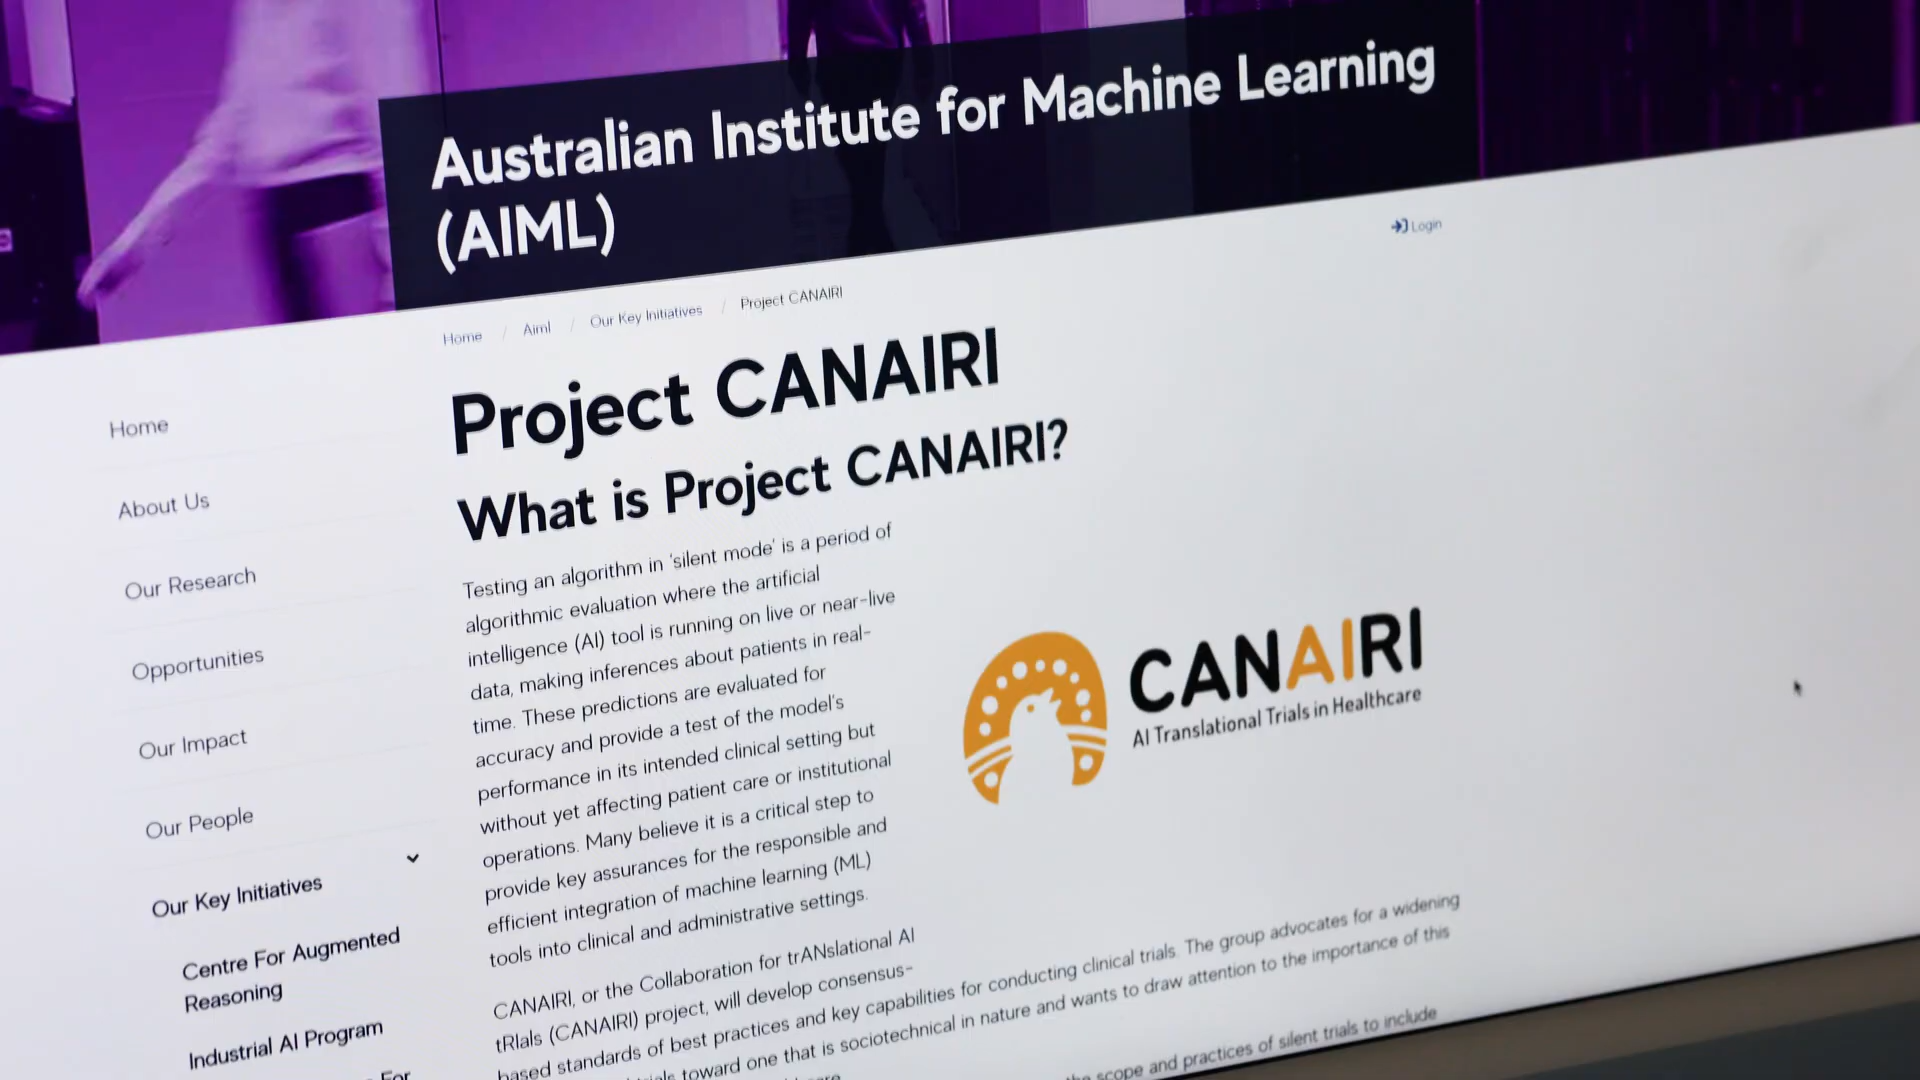 Australian Institute for Machine Learning
(AIML)
Login
Home / Aiml / Our Key Initiatives / Project CANAIRI
Project CANAIRI
What is Project CANAIRI?
Home
About Us
Our Research
Opportunities
Our Impact
Our People
Our Key Initiatives
Centre For Augmented
Reasoning
Industrial AI Program
For
Testing an algorithm in 'silent mode' is a period of
algorithmic evaluation where the artificial
intelligence (AI) tool is running on live or near-live
data, making inferences about patients in real-
time. These predictions are evaluated for
accuracy and provide a test of the model's
performance in its intended clinical setting but
without yet affecting patient care or institutional
operations. Many believe it is a critical step to
provide key assurances for the responsible and
efficient integration of machine learning (ML)
tools into clinical and administrative settings.
CANAIRI
AI Translational Trials in Healthcare
CANAIRI, or the Collaboration for trANslational AI
tRIals (CANAIRI) project, will develop consensus-
based standards of best practices and key capabilities for conducting clinical trials. The group advocates for a widening
toward one that is sociotechnical in nature and wants to draw attention to the importance of this
scope and practices of silent trials to include